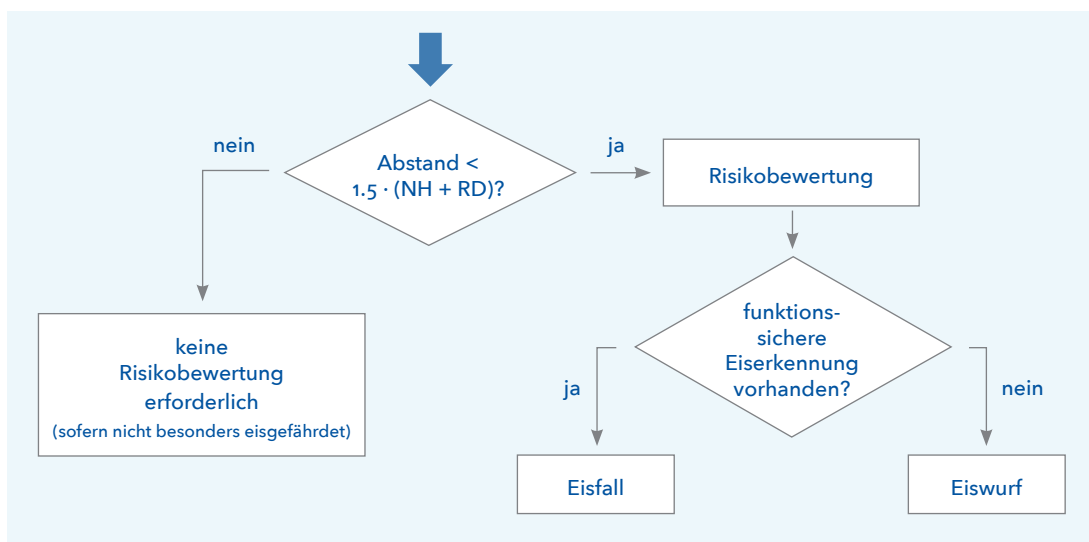 nein
Abstand <
1.5 · (NH + RD)?
ja
Risikobewertung
keine
Risikobewertung
erforderlich
(sofern nicht besonders eisgefährdet)
funktions-
sichere
Eiserkennung
vorhanden?
ja
nein
Eisfall
Eiswurf